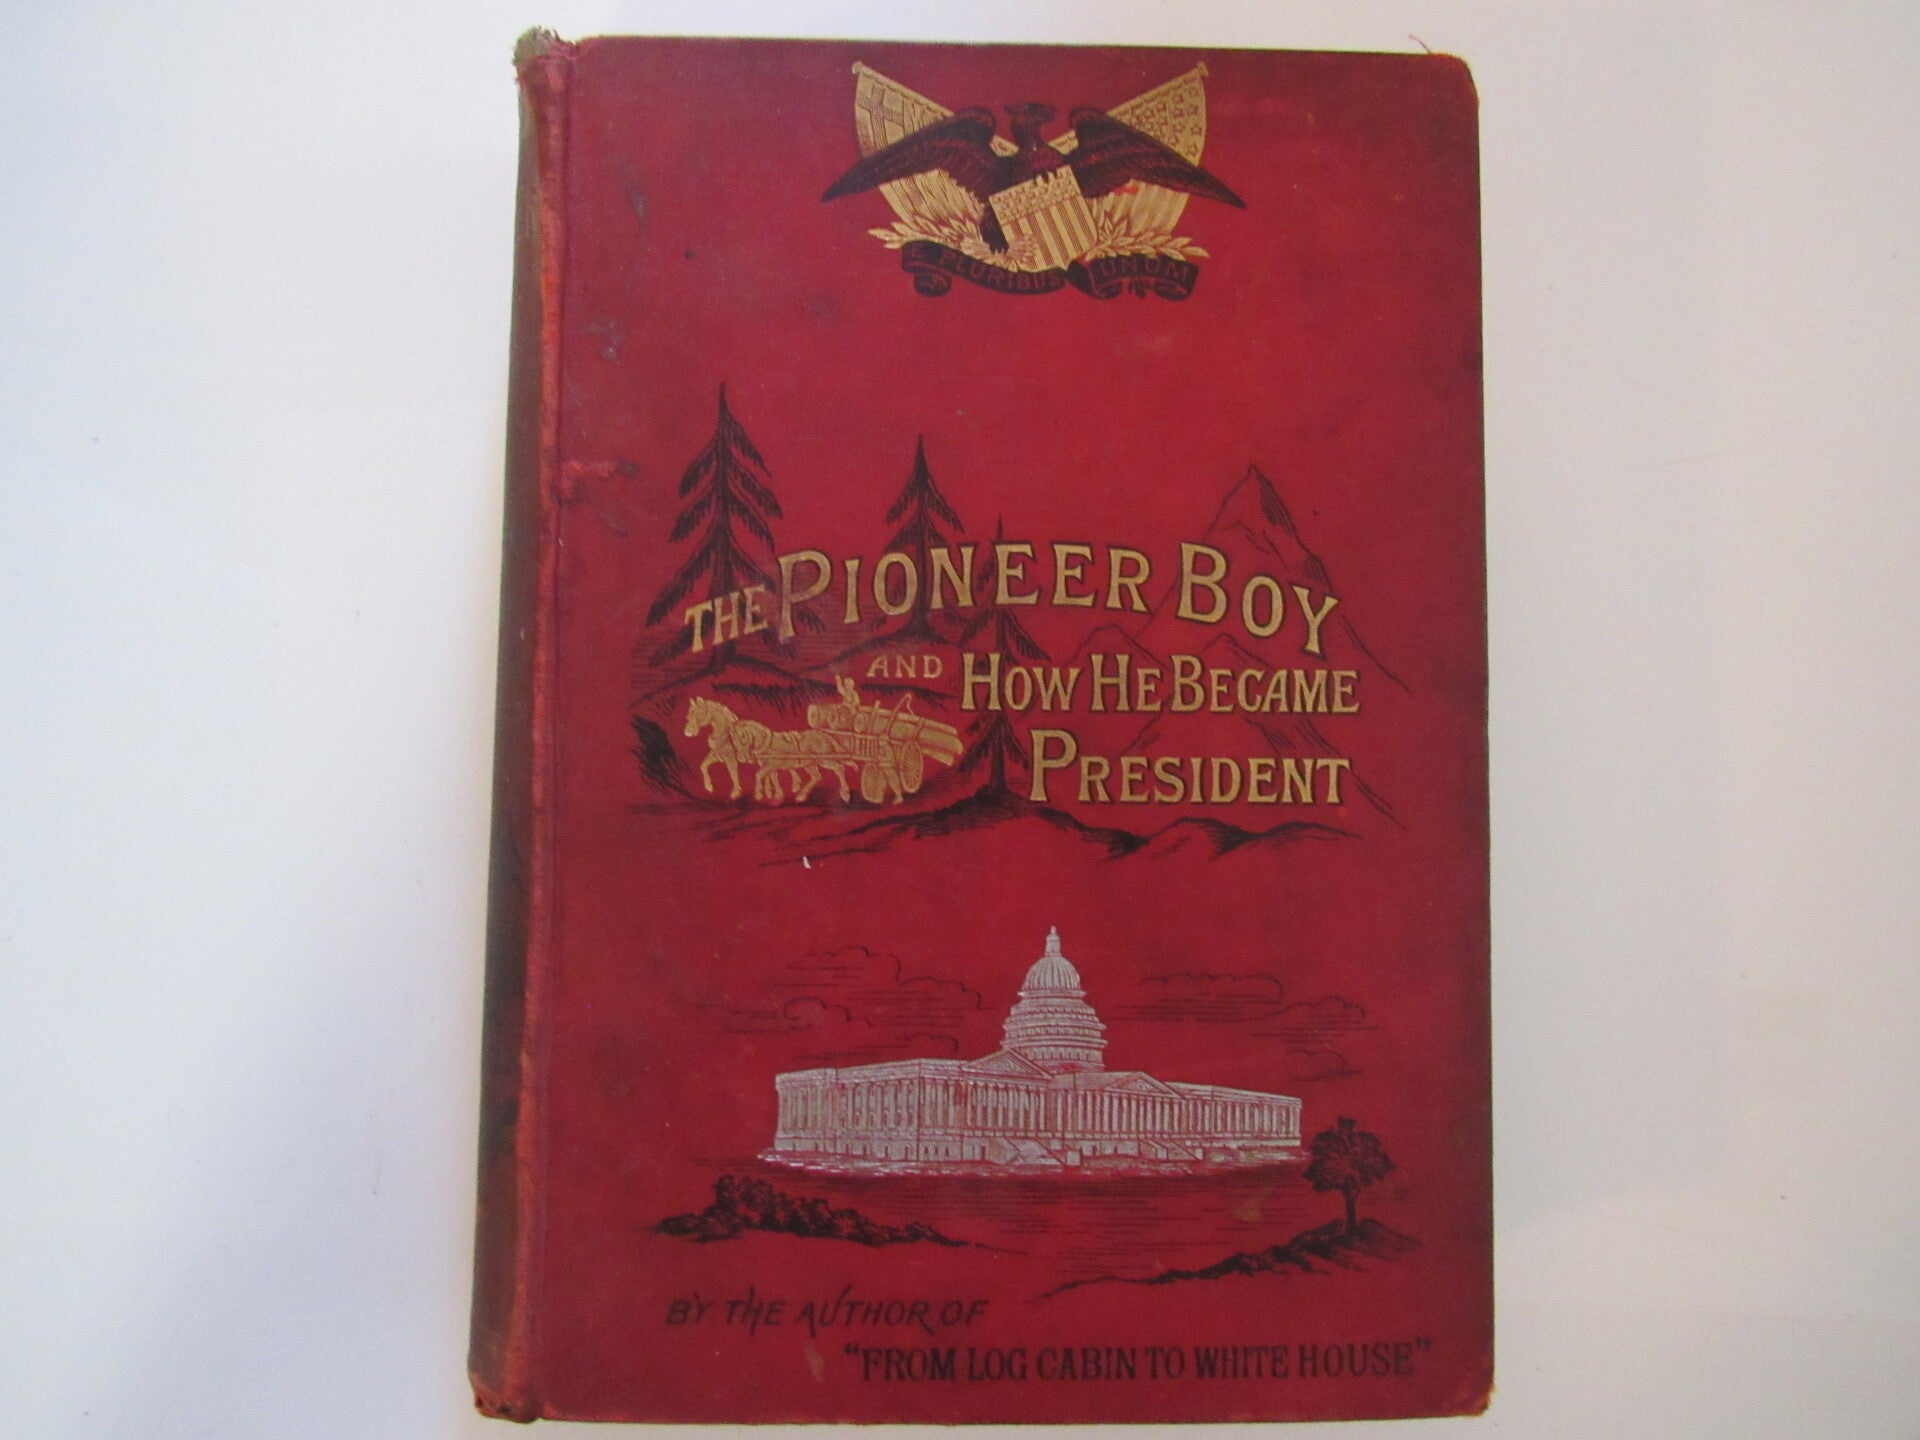 E PLURIBUS UNUM
THE PIONEER BOY
AND HOW HE BECAME
PRESIDENT
BY THE AUTHOR OF
"FROM LOG CABIN TO WHITE HOUSE"